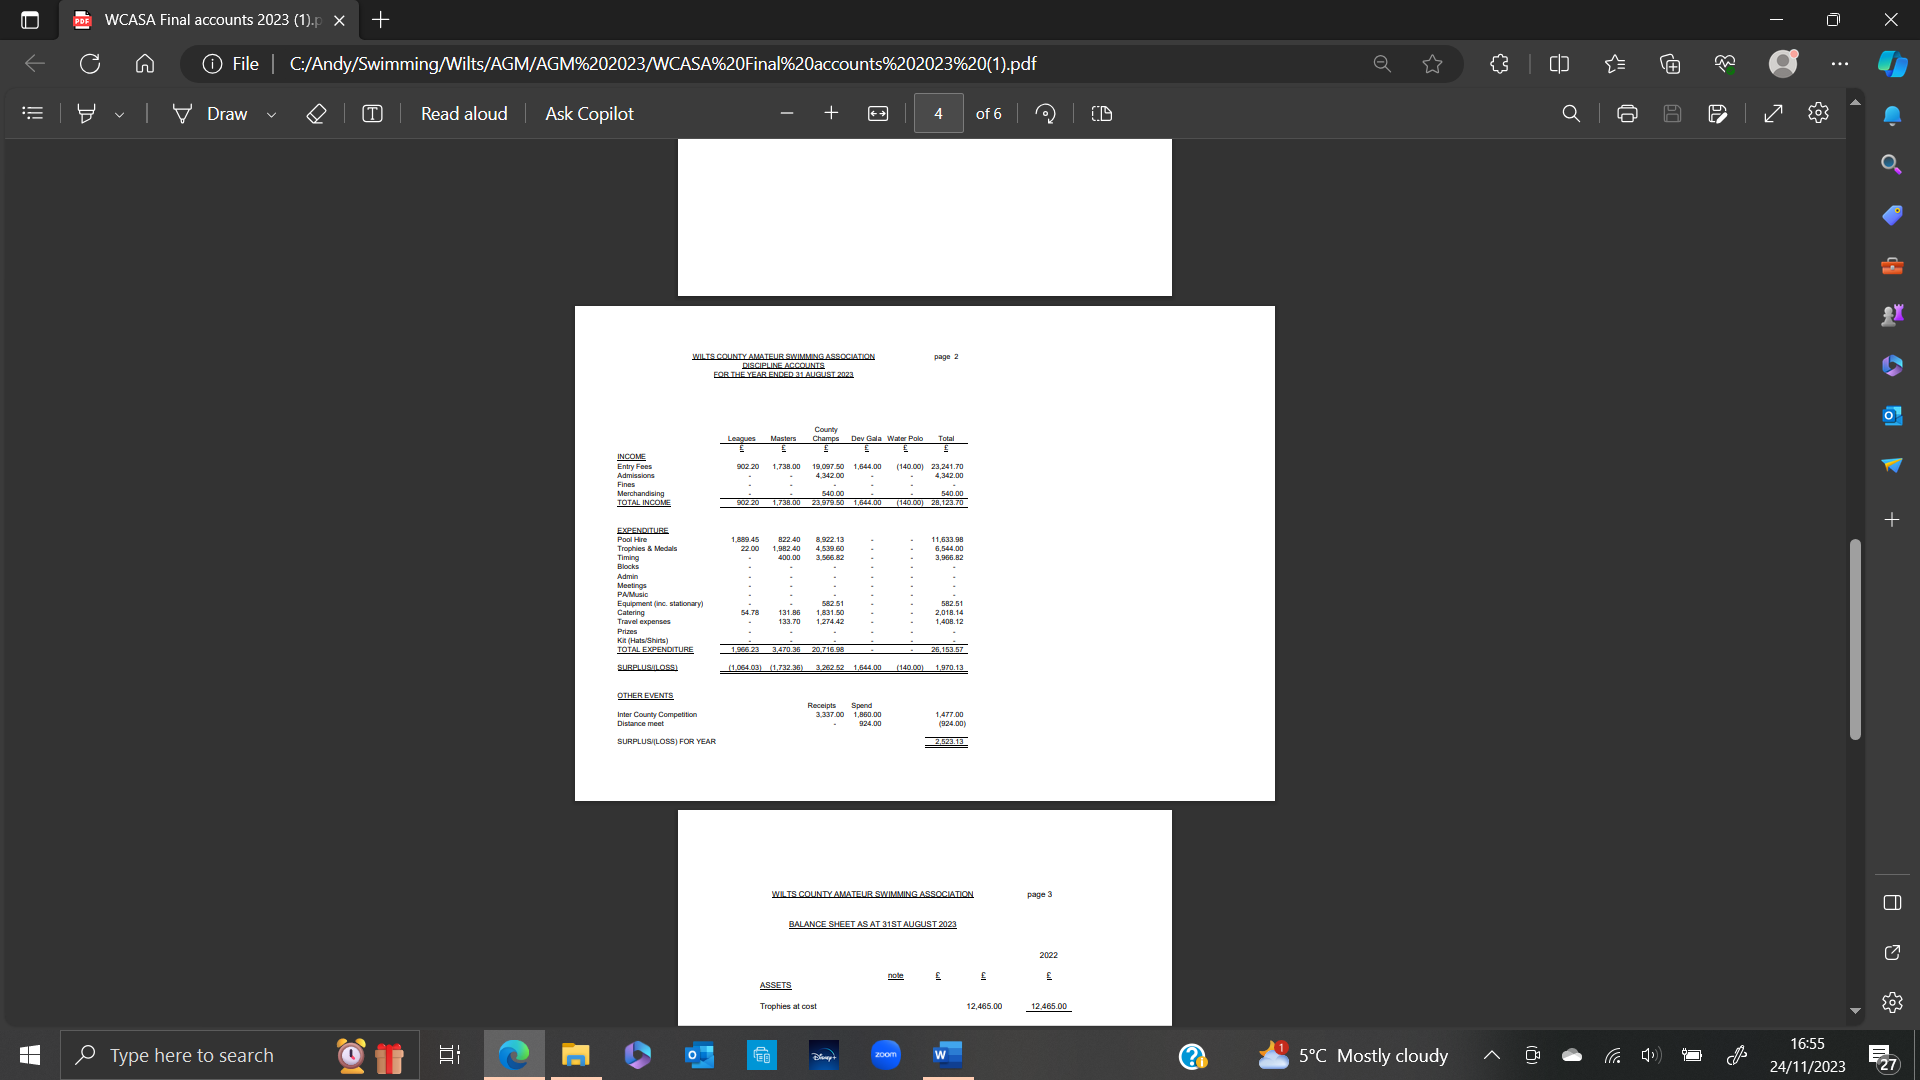 WCASA Final accounts 2023 (1).p
File C:/Andy/Swimming/Wilts/AGM/AGM%202023/WCASA%20Final%20accounts%202023%20(1).pdf
Draw Read aloud Ask Copilot 4 of 6
WILTS COUNTY AMATEUR SWIMMING ASSOCIATION page 2
DISCIPLINE ACCOUNTS
FOR THE YEAR ENDED 31 AUGUST 2023
County
Leagues Masters Champs Dev Gala Water Polo Total
£ £ £ £ £ £
INCOME
Entry Fees 902.20 1,738.00 19,097.50 1,644.00 (140.00) 23,241.70
Admissions - - 4,342.00 - - 4,342.00
Fines - - - - - -
Merchandising - - 540.00 - - 540.00
TOTAL INCOME 902.20 1,738.00 23,979.50 1,644.00 (140.00) 28,123.70
EXPENDITURE
Pool Hire 1,889.45 822.40 8,922.13 - - 11,633.98
Trophies & Medals 22.00 1,982.40 4,539.60 - - 6,544.00
Timing - 400.00 3,566.82 - - 3,966.82
Blocks - - - - - -
Admin - - - - - -
Meetings - - - - - -
PA/Music - - - - - -
Equipment (inc. stationary) - - 582.51 - - 582.51
Catering 54.78 131.86 1,831.50 - - 2,018.14
Travel expenses - 133.70 1,274.42 - - 1,408.12
Prizes - - - - - -
Kit (Hats/Shirts) - - - - - -
TOTAL EXPENDITURE 1,966.23 3,470.36 20,716.98 - - 26,153.57
SURPLUS/(LOSS) (1,064.03) (1,732.36) 3,262.52 1,644.00 (140.00) 1,970.13
OTHER EVENTS
Receipts Spend
Inter County Competition 3,337.00 1,860.00 1,477.00
Distance meet - 924.00 (924.00)
SURPLUS/(LOSS) FOR YEAR 2,523.13
WILTS COUNTY AMATEUR SWIMMING ASSOCIATION page 3
BALANCE SHEET AS AT 31ST AUGUST 2023
2022
note £ £ £
ASSETS
Trophies at cost 12,465.00 12,465.00
Type here to search
zoom
1 5°C Mostly cloudy
16:55
24/11/2023
27